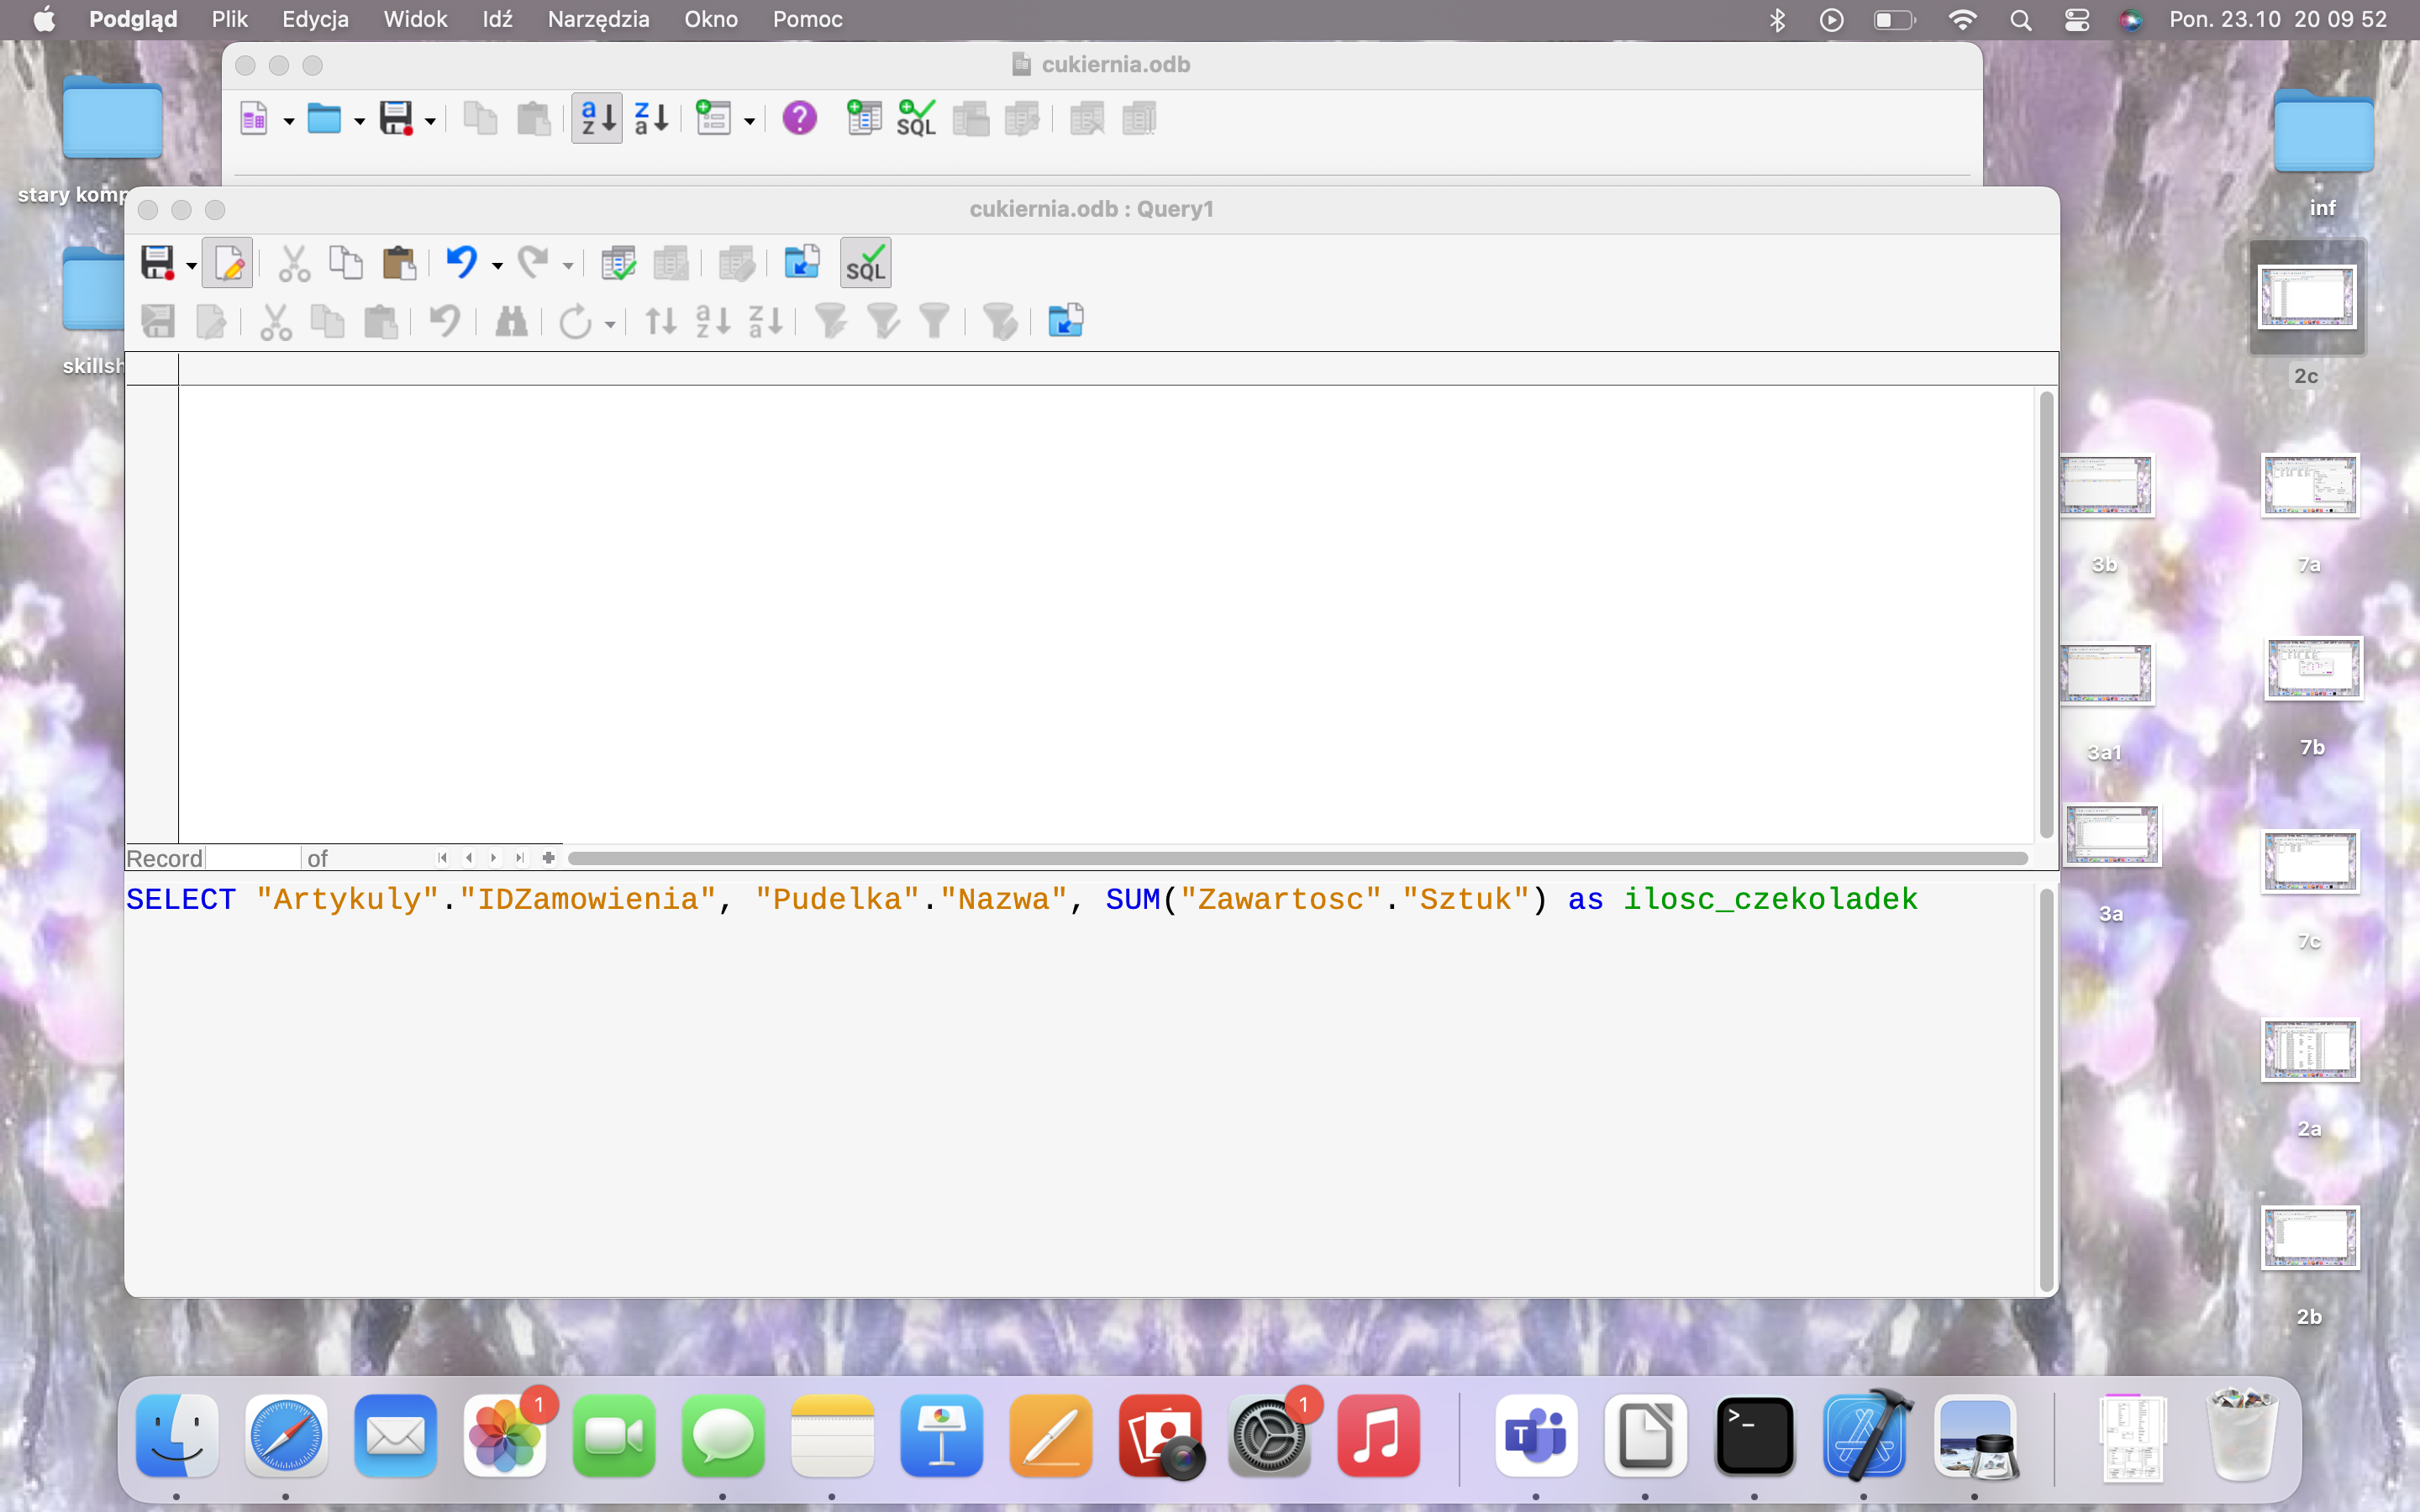 Podgląd Plik Edycja Widok Idź Narzędzia Okno Pomoc Pon. 23.10 20 09 52
cukiernia.odb
a z
z a
?
SQL
stary komp
inf
cukiernia.odb : Query1
SQL
a z
z a
skillsh
2c
3b
7a
3a1
7b
Record of
SELECT "Artykuly"."IDZamowienia", "Pudelka"."Nazwa", SUM("Zawartosc"."Sztuk") as ilosc_czekoladek
3a
7c
2a
2b
1
1
T
>_